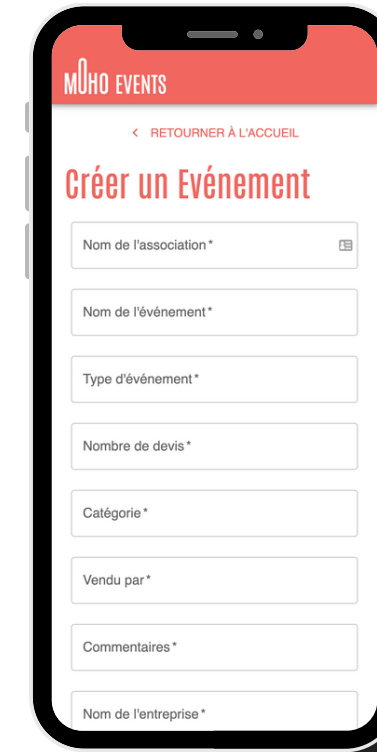 MOHO EVENTS
< RETOURNER À L'ACCUEIL
Créer un Evénement
Nom de l'association *
Nom de l'événement *
Type d'événement *
Nombre de devis *
Catégorie *
Vendu par *
Commentaires *
Nom de l'entreprise *